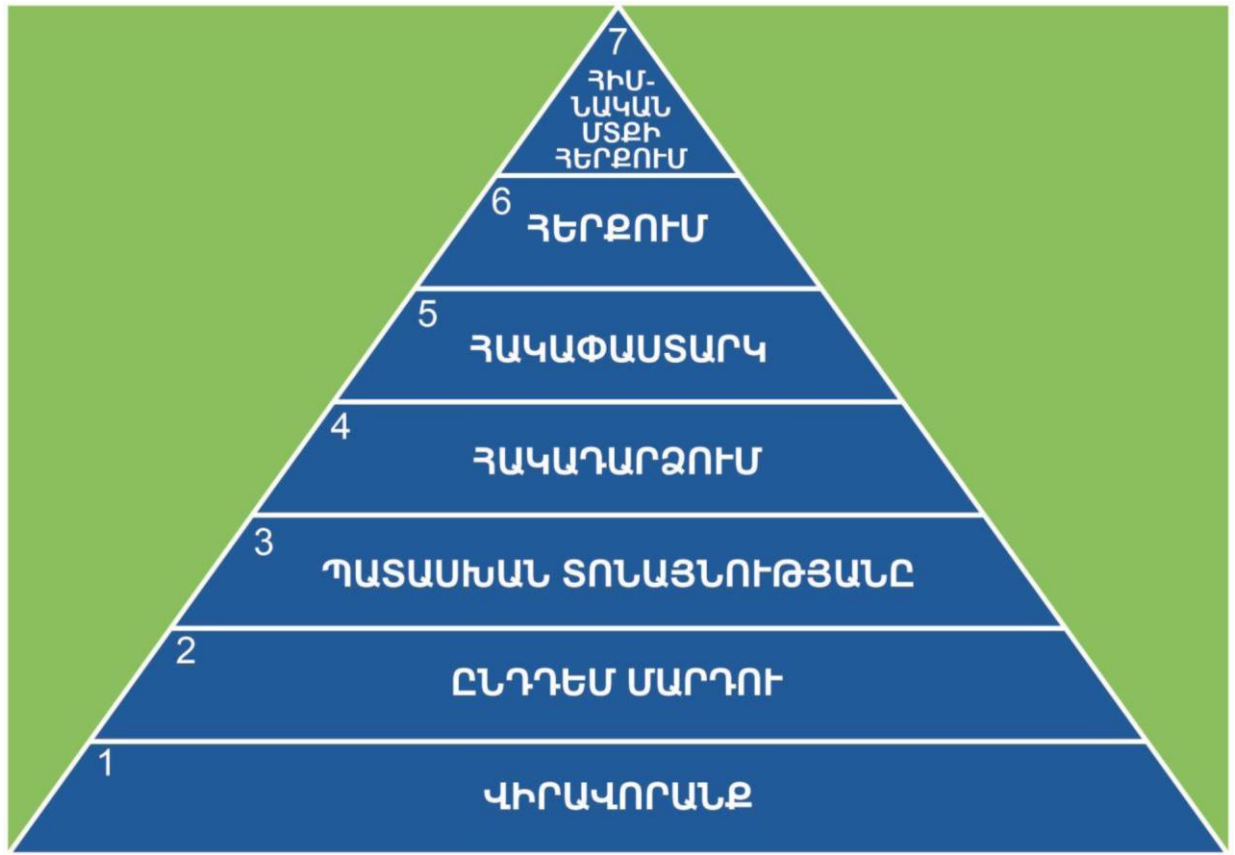 7
ՀԻՄ-
ՆԱԿԱՆ
ՄՏՔԻ
ՀԵՐՔՈՒՄ
6
ՀԵՐՔՈՒՄ
5
ՀԱԿԱՓԱՍՏԱՐԿ
4
ՀԱԿԱԴԱՐՁՈՒՄ
3
ՊԱՏԱՍԽԱՆ ՏՈՆԱՅՆՈՒԹՅԱՆԸ
2
ԸՆԴԴԵՄ ՄԱՐԴՈՒ
1
ՎԻՐԱՎՈՐԱՆՔ